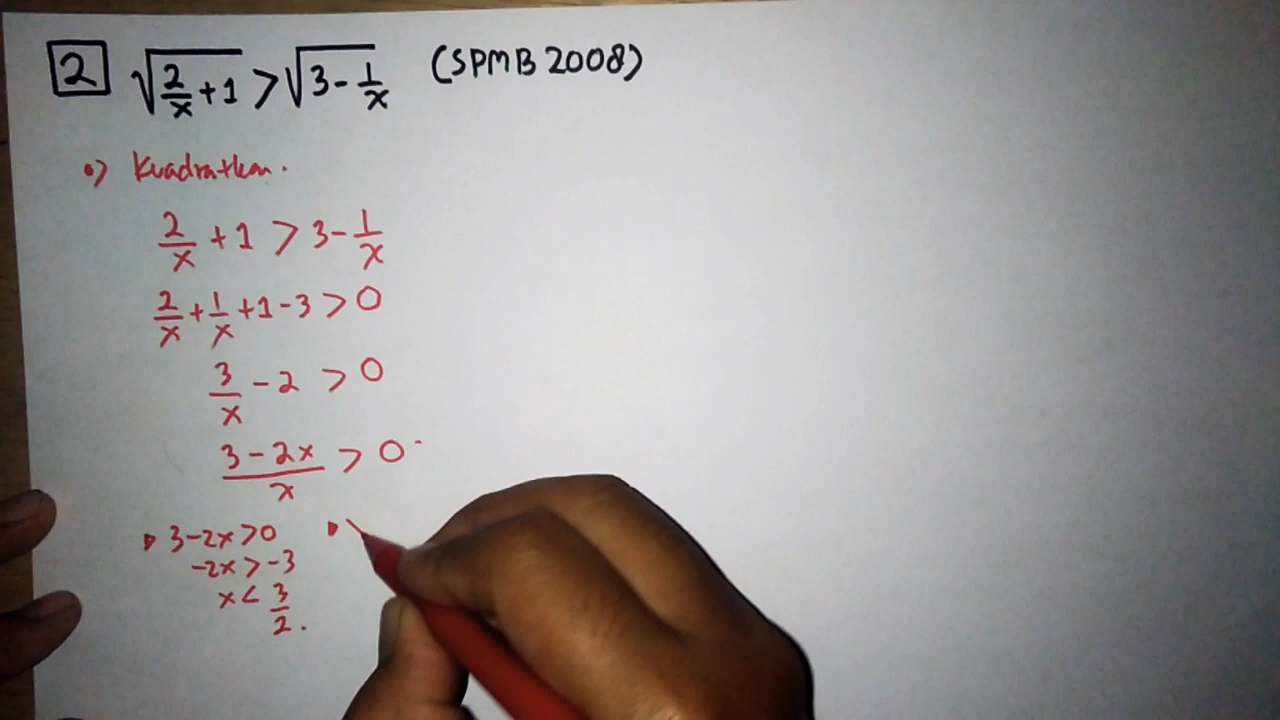 2 √(2/x + 1) > √(3 - 1/x) (SPMB 2008)
•) Kuadratkan.
2/x + 1 > 3 - 1/x
2/x + 1/x + 1 - 3 > 0
3/x - 2 > 0
(3 - 2x)/x > 0
3 - 2x > 0
-2x > -3
x < 3/2.